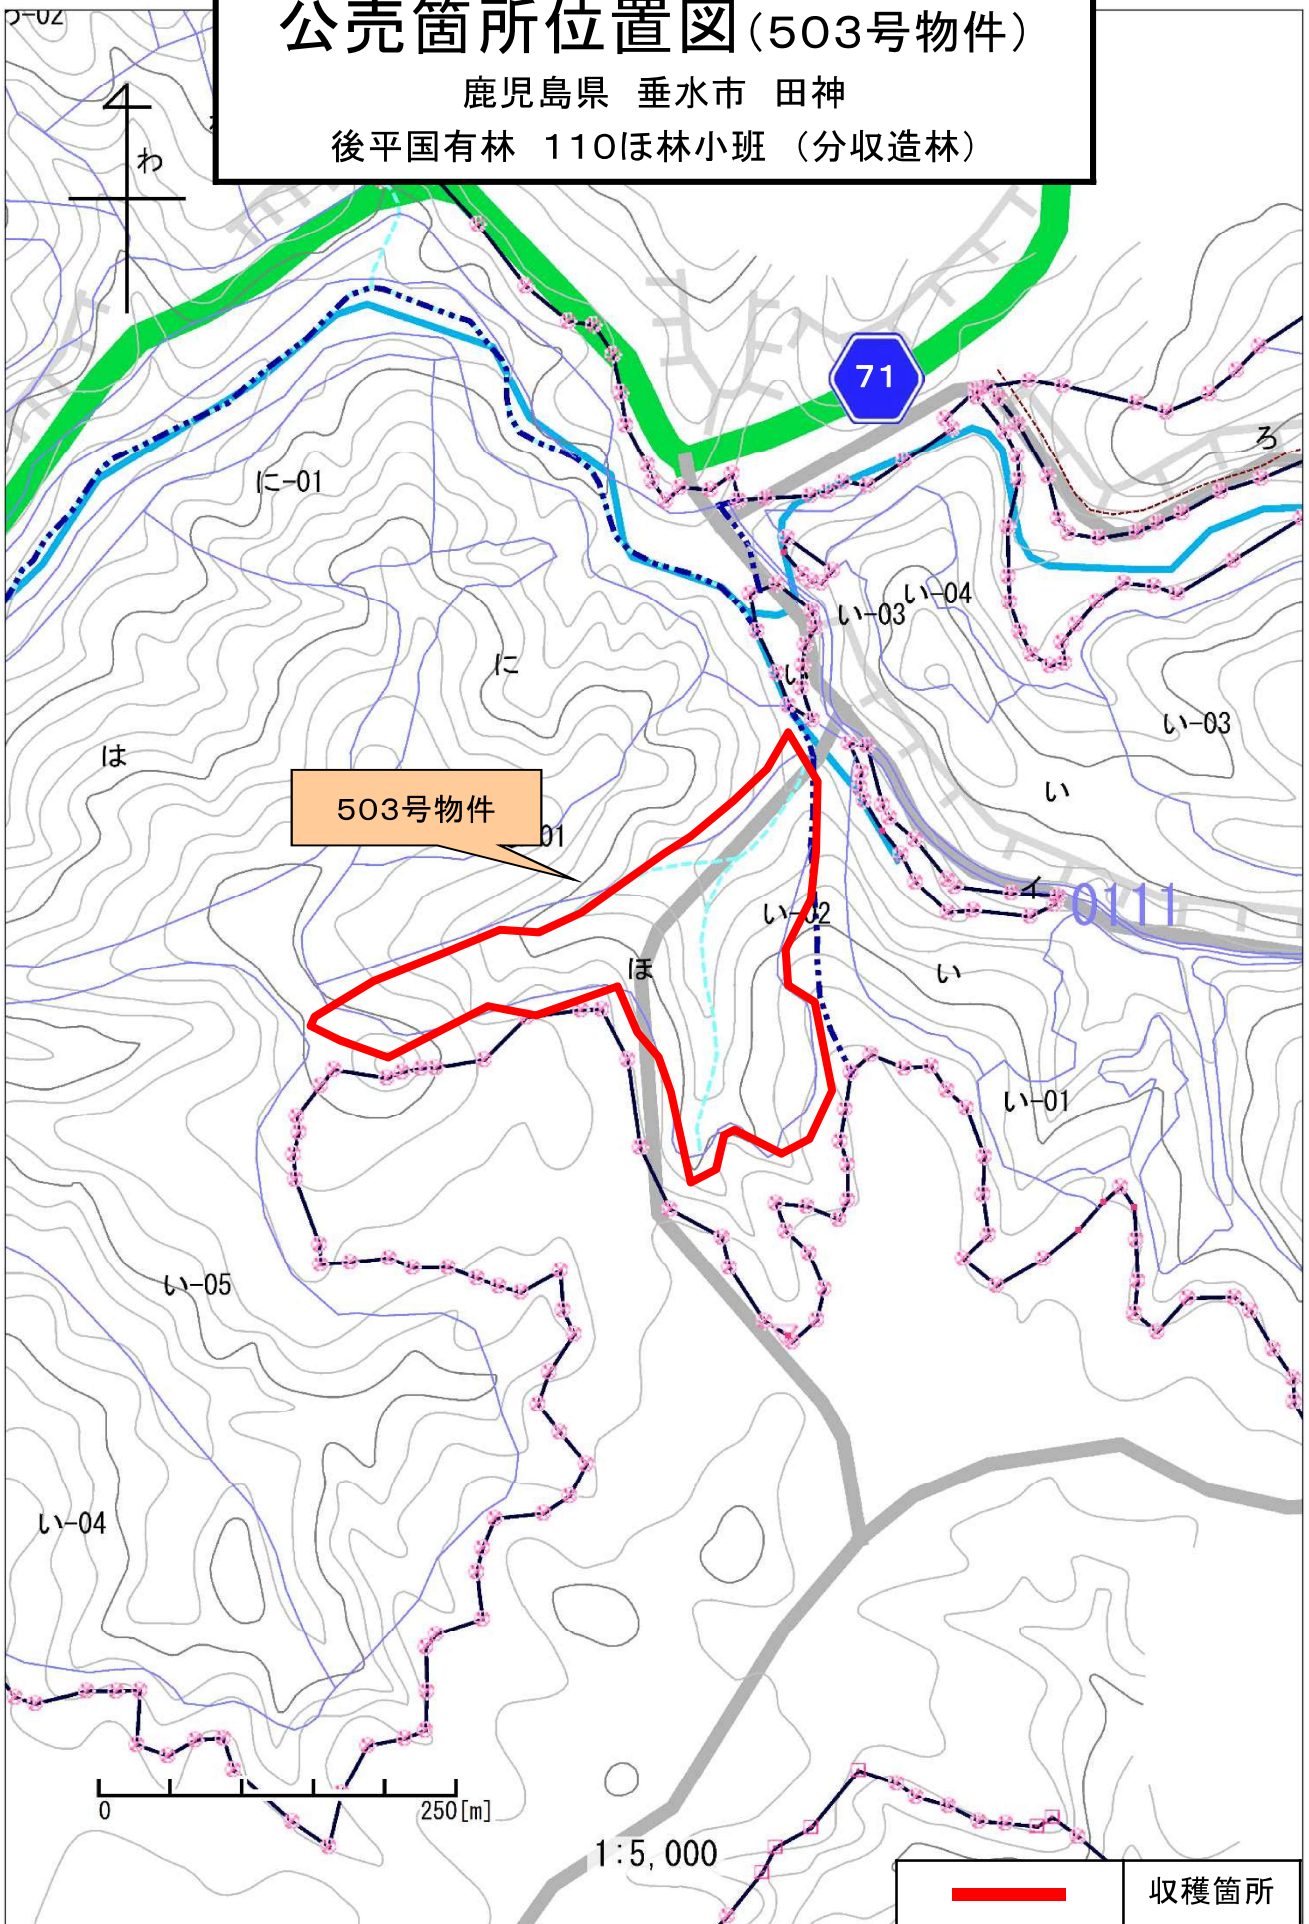 公売箇所位置図(503号物件)
鹿児島県 垂水市 田神
後平国有林 110ほ林小班 (分収造林)
わ
71
ろ
に-01
い-04
い-03
に
い
い-03
は
い
503号物件
01
イ
0111
い-02
ほ
い
い-01
い-05
い-04
0
250[m]
1:5,000
収穫箇所